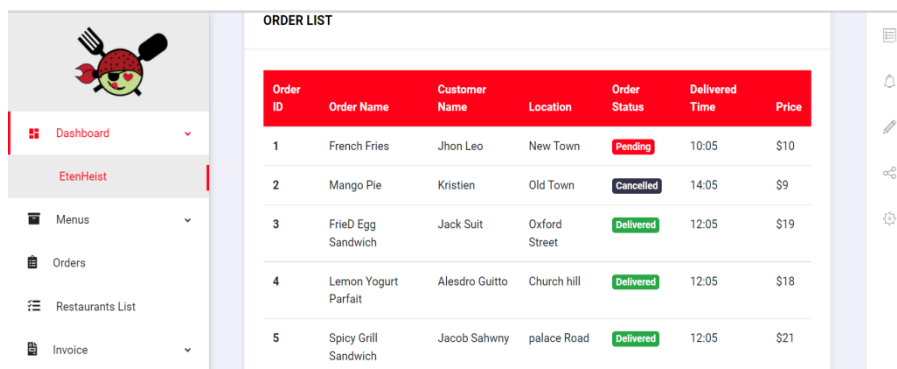 ORDER LIST
Order ID Order Name Customer Name Location Order Status Delivered Time Price
1 French Fries Jhon Leo New Town Pending 10:05 $10
2 Mango Pie Kristien Old Town Cancelled 14:05 $9
3 FrieD Egg Sandwich Jack Suit Oxford Street Delivered 12:05 $19
4 Lemon Yogurt Parfait Alesdro Guitto Church hill Delivered 12:05 $18
5 Spicy Grill Sandwich Jacob Sahwny palace Road Delivered 12:05 $21
Dashboard
EtenHeist
Menus
Orders
Restaurants List
Invoice